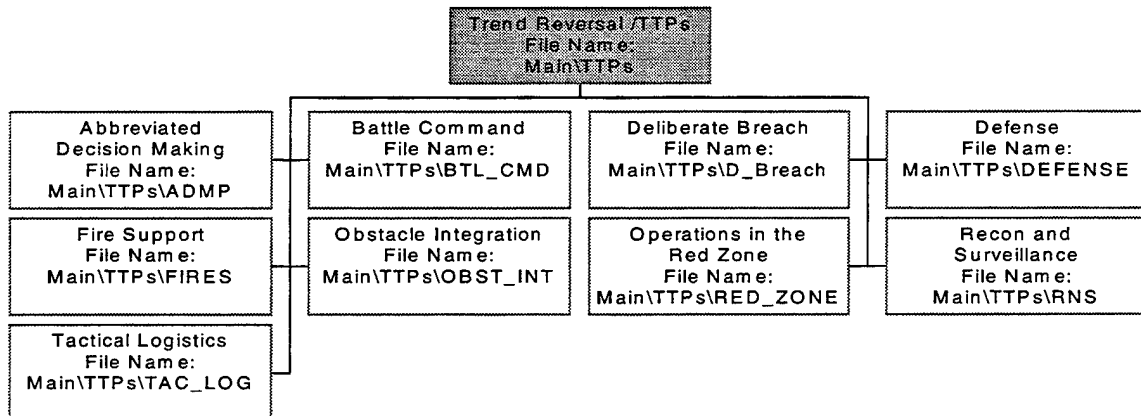 Trend Reversal /TTPs
File Name:
Main\TTPs
Abbreviated
Decision Making
File Name:
Main\TTPs\ADMP
Battle Command
File Name:
Main\TTPs\BTL_CMD
Deliberate Breach
File Name:
Main\TTPs\D_Breach
Defense
File Name:
Main\TTPs\DEFENSE
Fire Support
File Name:
Main\TTPs\FIRES
Obstacle Integration
File Name:
Main\TTPs\OBST_INT
Operations in the
Red Zone
File Name:
Main\TTPs\RED_ZONE
Recon and
Surveillance
File Name:
Main\TTPs\RNS
Tactical Logistics
File Name:
Main\TTPs\TAC_LOG